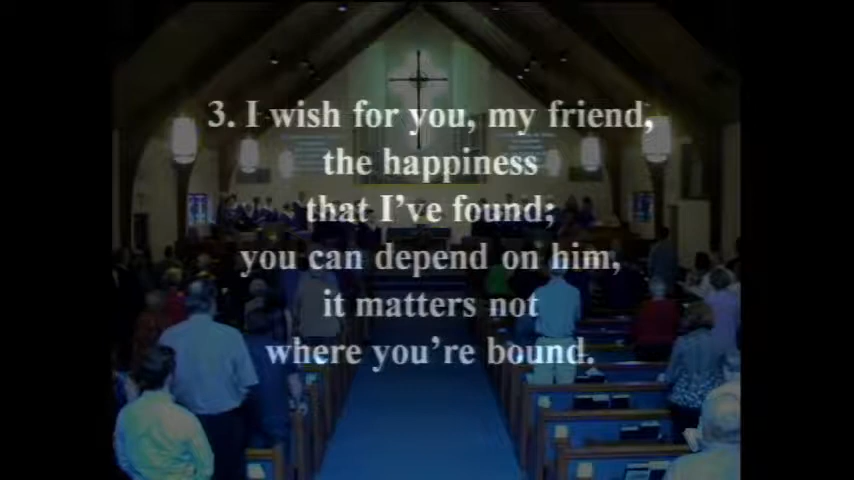 3. I wish for you, my friend,
the happiness
that I've found;
you can depend on him,
it matters not
where you're bound.